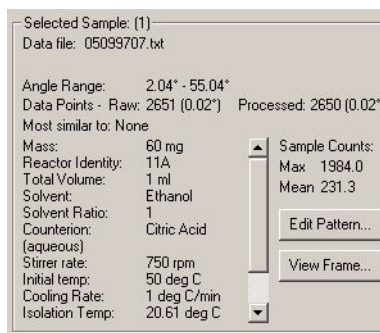 Selected Sample: (1)
Data file: 05099707.txt
Angle Range: 2.04° - 55.04°
Data Points - Raw: 2651 (0.02°) Processed: 2650 (0.02°
Most similar to: None
Mass: 60 mg
Reactor Identity: 11A
Total Volume: 1 ml
Solvent: Ethanol
Solvent Ratio: 1
Counterion: Citric Acid
(aqueous)
Stirrer rate: 750 rpm
Initial temp: 50 deg C
Cooling Rate: 1 deg C/min
Isolation Temp: 20.61 deg C
Sample Counts:
Max 1984.0
Mean 231.3
Edit Pattern...
View Frame...